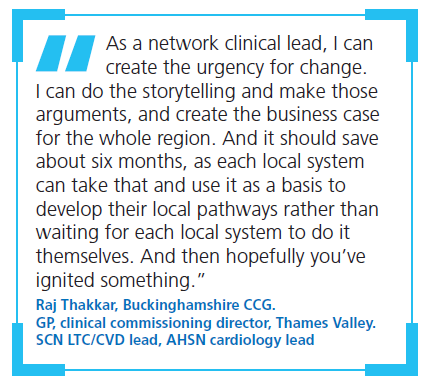 As a network clinical lead, I can
create the urgency for change.
I can do the storytelling and make those
arguments, and create the business case
for the whole region. And it should save
about six months, as each local system
can take that and use it as a basis to
develop their local pathways rather than
waiting for each local system to do it
themselves. And then hopefully you’ve
ignited something.”
Raj Thakkar, Buckinghamshire CCG.
GP, clinical commissioning director, Thames Valley.
SCN LTC/CVD lead, AHSN cardiology lead